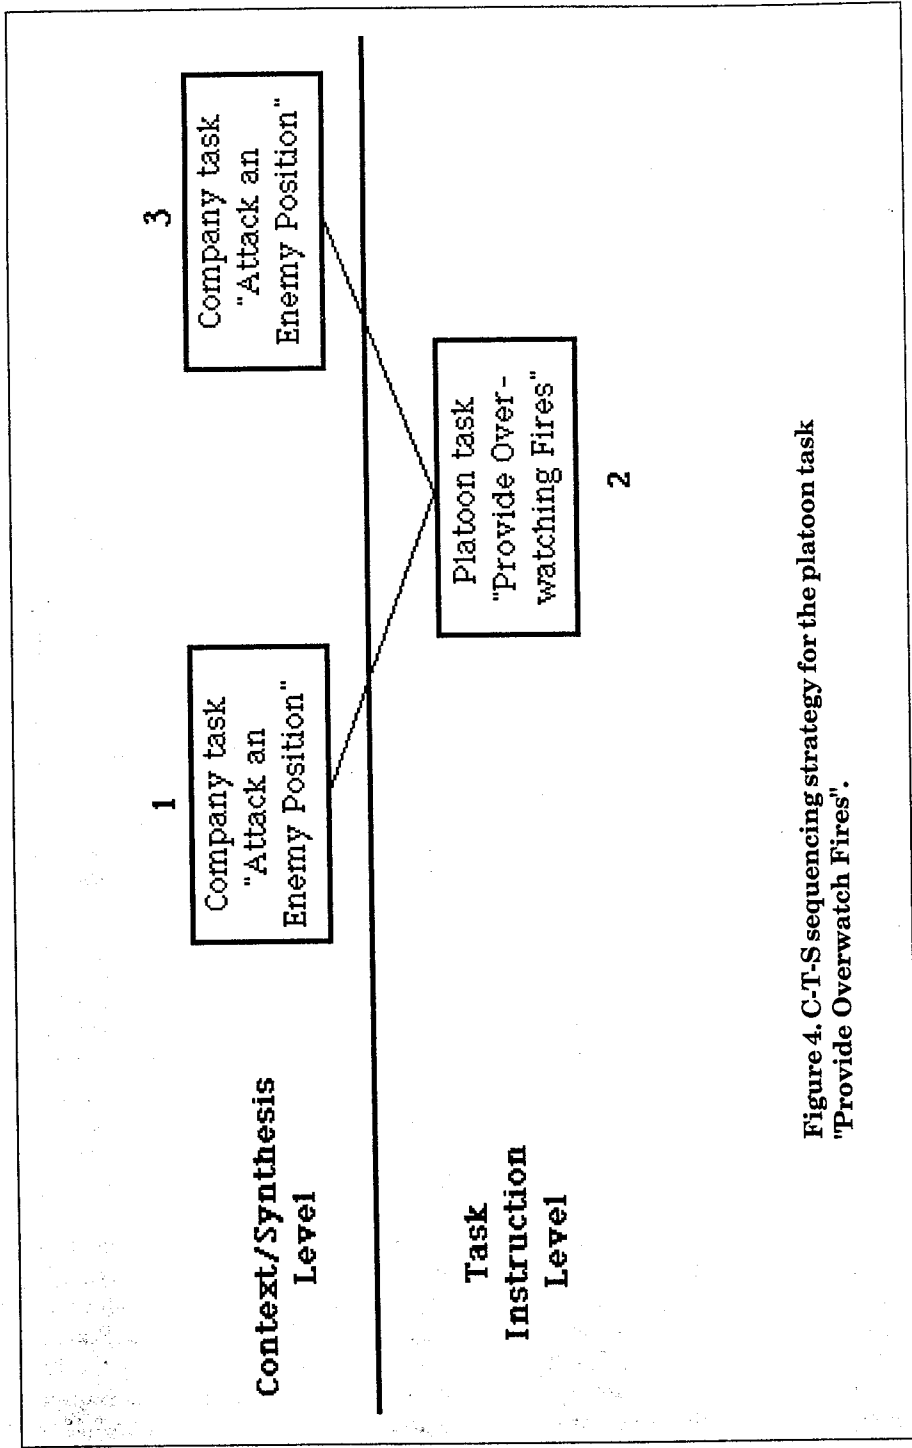 1
Company task
"Attack an
Enemy Position"
3
Company task
"Attack an
Enemy Position"
Context/Synthesis
Level
Task
Instruction
Level
Platoon task
"Provide Over-
watching Fires"
2
Figure 4. C-T-S sequencing strategy for the platoon task
"Provide Overwatch Fires".